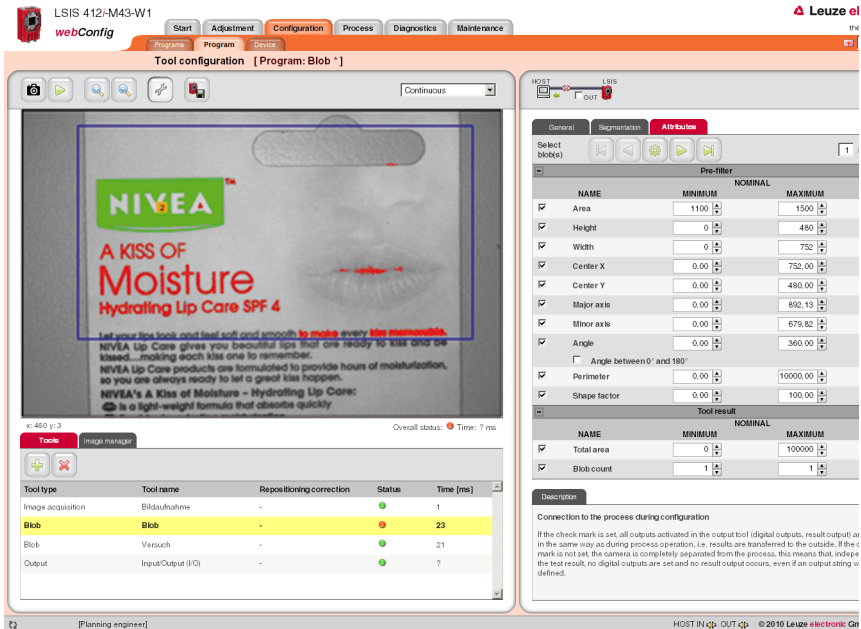 LSIS 412i-M43-W1
webConfig
Start Adjustment Configuration Process Diagnostics Maintenance
Programs Program Device
Leuze el
the
Tool configuration [ Program: Blob * ]
Continuous
HOST LSIS
OUT
General Segmentation Attributes
Select blob(s)
1
Pre-filter
NOMINAL
NAME MINIMUM MAXIMUM
Area 1100 1500
Height 0 480
Width 0 752
Center X 0,00 752,00
Center Y 0,00 480,00
Major axis 0,00 892,13
Minor axis 0,00 679,82
Angle 0,00 360,00
Angle between 0° and 180°
Perimeter 0,00 10000,00
Shape factor 0,00 100,00
Tool result
NOMINAL
NAME MINIMUM MAXIMUM
Total area 0 100000
Blob count 1 1
NIVEA
TM
2
A KISS OF
Moisture
Hydrating Lip Care SPF 4
Let your lips look and feel soft and smooth to make every kiss memorable.
NIVEA Lip Care gives you beautiful lips that are ready to kiss and be
kissed....making each kiss one to remember.
NIVEA Lip Care products are formulated to provide hours of moisturization,
so you are always ready to let a great kiss happen.
NIVEA's A Kiss of Moisture - Hydrating Lip Care:
is a light-weight formula that absorbs quickly
x: 460 y: 3
Overall status: Time: ? ms
Tools Image manager
Tool type Tool name Repositioning correction Status Time [ms]
Image acquisition Bildaufnahme - 1
Blob Blob - 23
Blob Versuch - 21
Output Input/Output (I/O) - ?
Description
Connection to the process during configuration
If the check mark is set, all outputs activated in the output tool (digital outputs, result output) ar
in the same way as during process operation, i.e. results are transferred to the outside. If the c
mark is not set, the camera is completely separated from the process, this means that, indepe
the test result, no digital outputs are set and no result output occurs, even if an output string w
defined.
[Planning engineer]
HOST IN OUT © 2010 Leuze electronic Gm